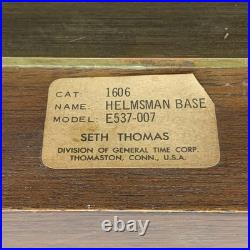 CAT: 1606
NAME: HELMSMAN BASE
MODEL: E537-007
SETH THOMAS
DIVISION OF GENERAL TIME CORP.
THOMASTON, CONN., U.S.A.